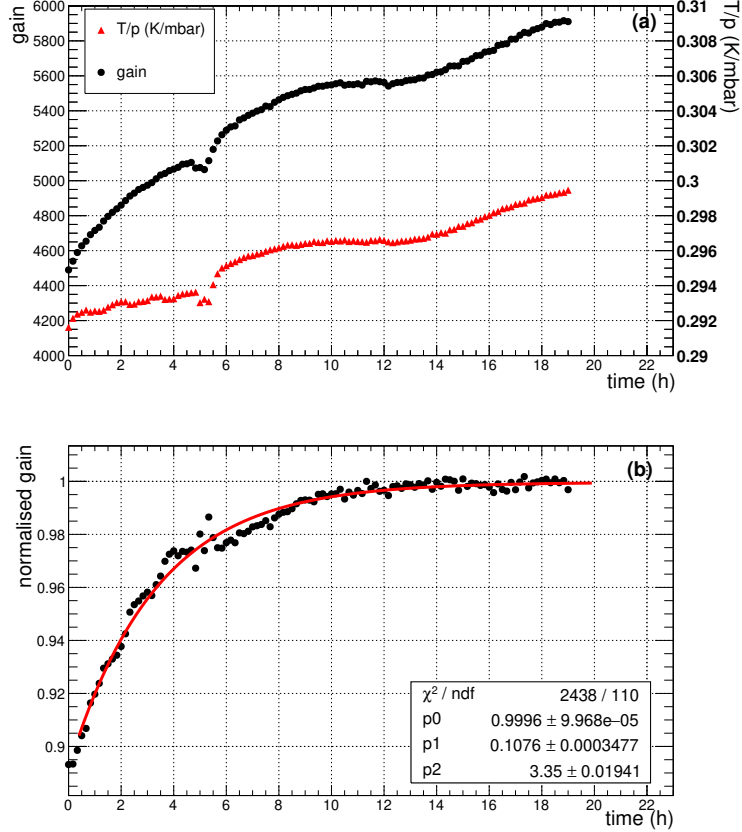 gain
6000
5800
5600
5400
5200
5000
4800
4600
4400
4200
4000
T/p (K/mbar)
gain
(a)
0.31
0.308
0.306
0.304
0.302
0.3
0.298
0.296
0.294
0.292
0.29
T/p (K/mbar)
0 2 4 6 8 10 12 14 16 18 20 22
time (h)
normalised gain
1
0.98
0.96
0.94
0.92
0.9
(b)
χ² / ndf 2438 / 110
p0 0.9996 ± 9.968e−05
p1 0.1076 ± 0.0003477
p2 3.35 ± 0.01941
0 2 4 6 8 10 12 14 16 18 20 22
time (h)